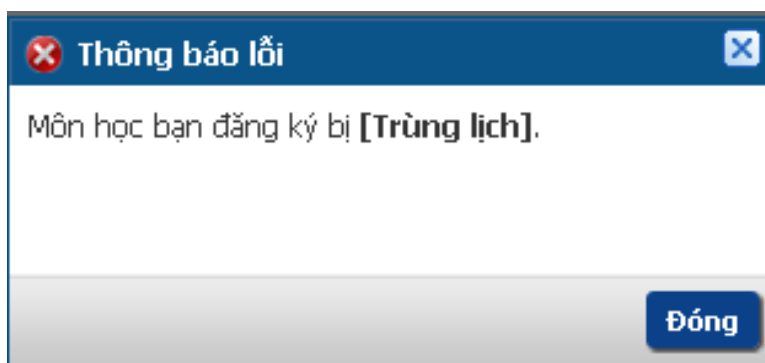 Thông báo lỗi
Môn học bạn đăng ký bị [Trùng lịch].
Đóng